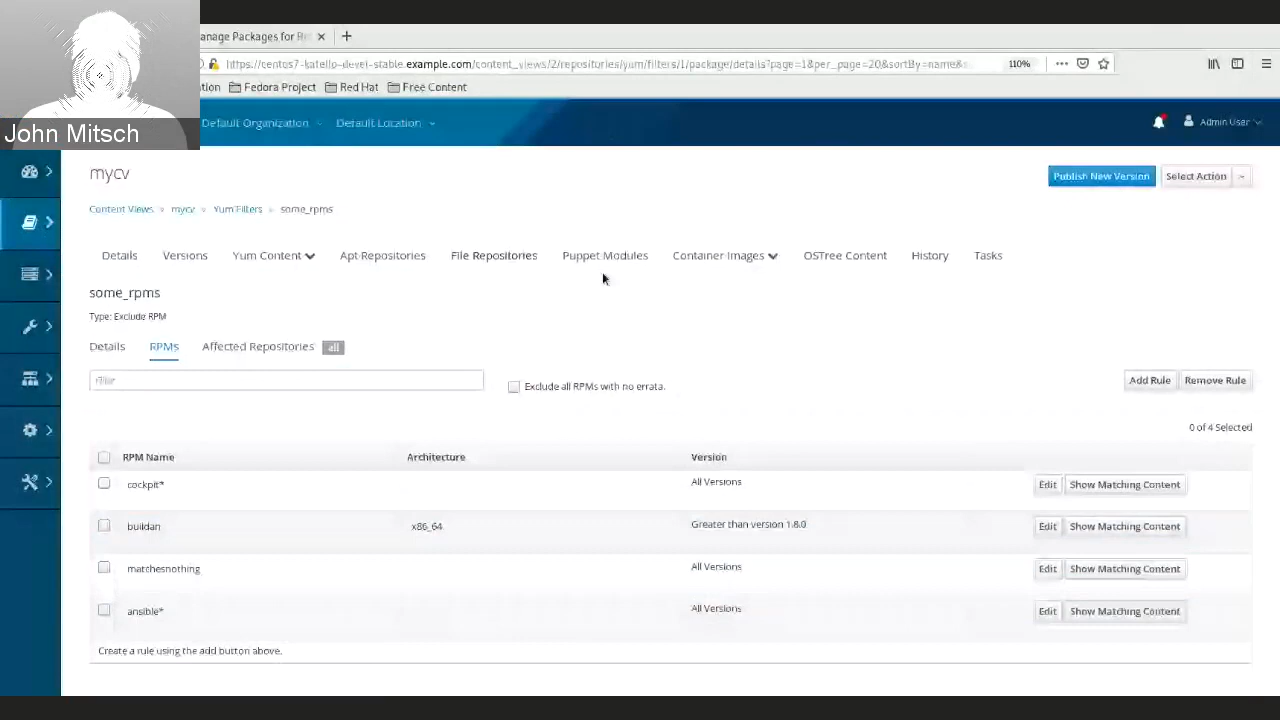 anage Packages for R
https://centos7-katello-devel-stable.example.com/content_views/2/repositories/yum/filters/1/package/details?page=1&per_page=20&sortBy=name&s 110%
tion Fedora Project Red Hat Free Content
John Mitsch
Default Organization Default Location Admin User
mycv Publish New Version Select Action
Content Views » mycv » Yum Filters » some_rpms
Details Versions Yum Content Apt Repositories File Repositories Puppet Modules Container Images OSTree Content History Tasks
some_rpms
Type: Exclude RPM
Details RPMs Affected Repositories all
Filter Exclude all RPMs with no errata. Add Rule Remove Rule
0 of 4 Selected
RPM Name Architecture Version
cockpit* All Versions Edit Show Matching Content
buildah x86_64 Greater than version 1.8.0 Edit Show Matching Content
matchesnothing All Versions Edit Show Matching Content
ansible* All Versions Edit Show Matching Content
Create a rule using the add button above.